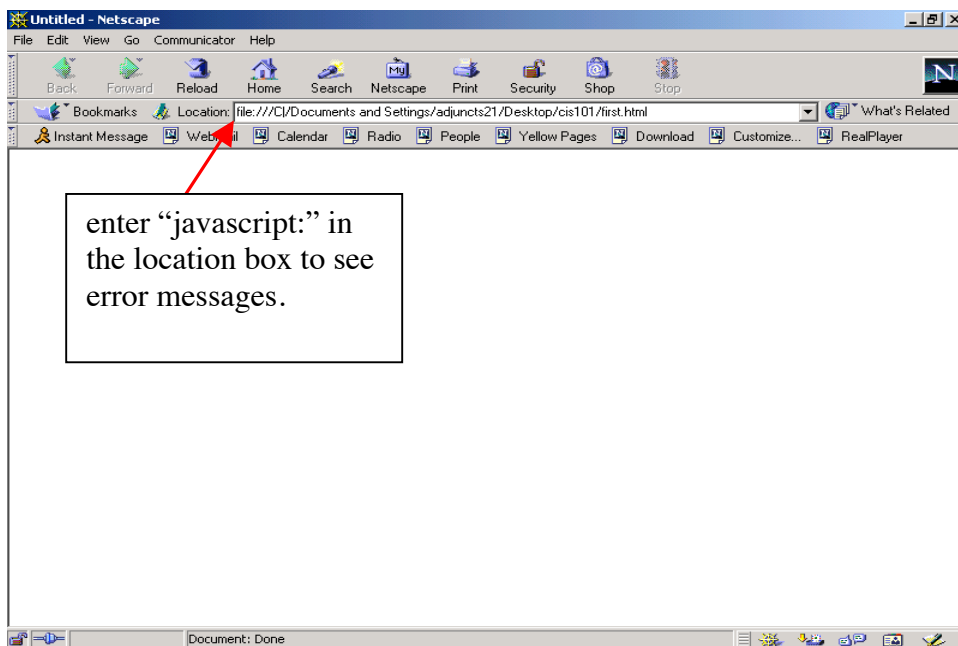 Untitled - Netscape
File Edit View Go Communicator Help
My N
Back Forward Reload Home Search Netscape Print Security Shop Stop
Bookmarks Location: file:///C|/Documents and Settings/adjuncts21/Desktop/cis101/first.html What's Related
Instant Message WebMail Calendar Radio People Yellow Pages Download Customize... RealPlayer
enter “javascript:” in
the location box to see
error messages.
Document: Done